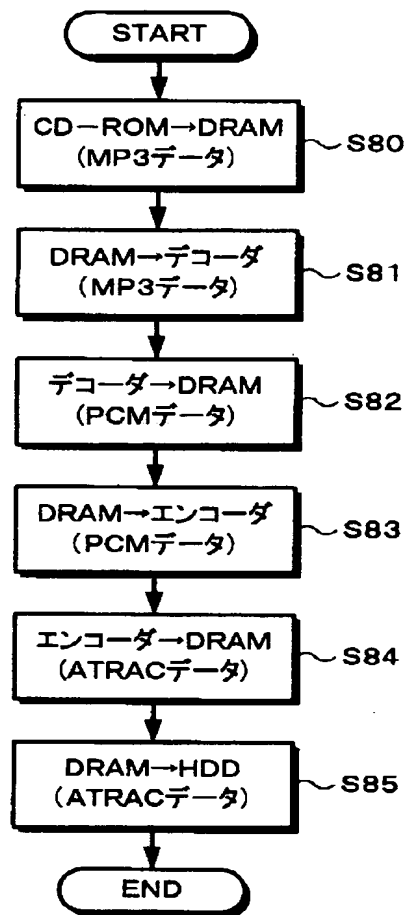 START
CD-ROM→DRAM
(MP3データ)
S80
DRAM→デコーダ
(MP3データ)
S81
デコーダ→DRAM
(PCMデータ)
S82
DRAM→エンコーダ
(PCMデータ)
S83
エンコーダ→DRAM
(ATRACデータ)
S84
DRAM→HDD
(ATRACデータ)
S85
END